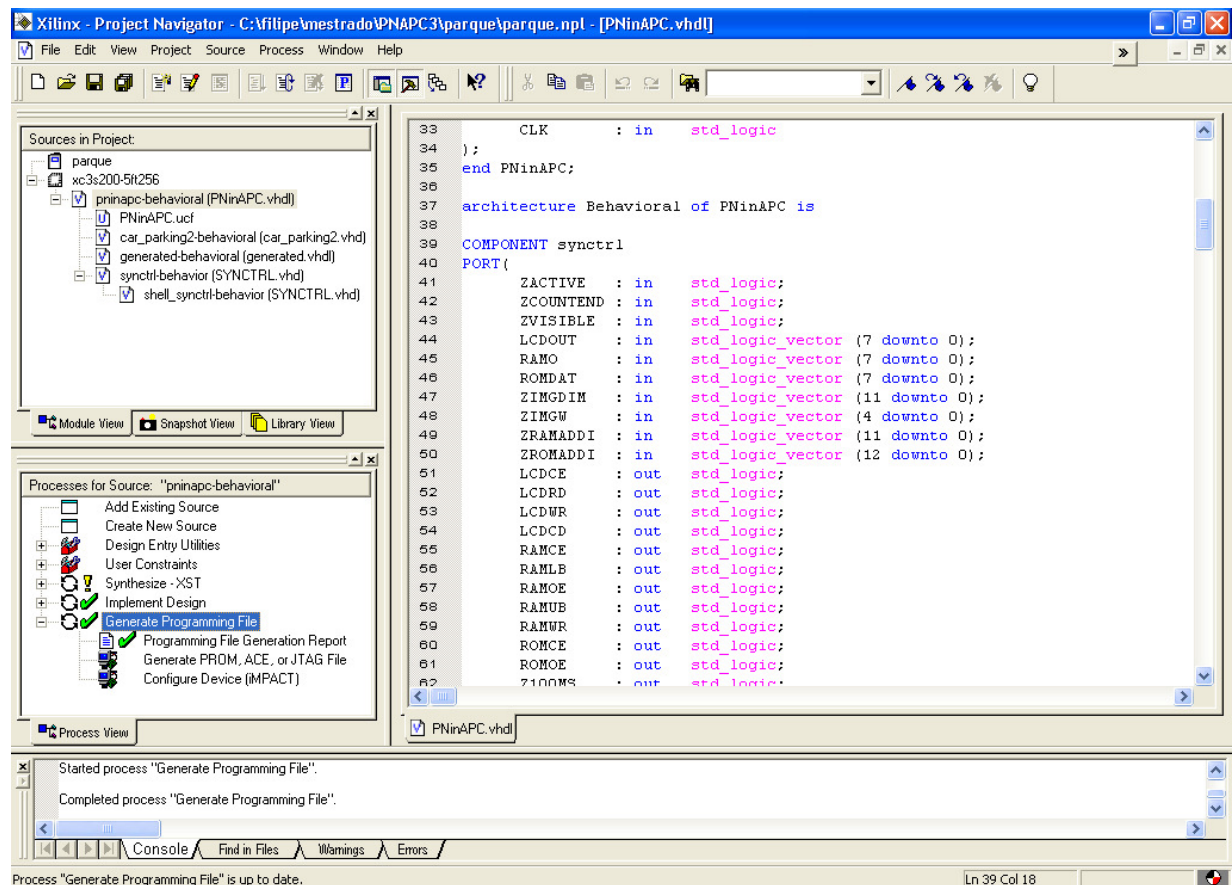 Xilinx - Project Navigator - C:\filipe\mestrado\PNAPC3\parque\parque.npl - [PNinAPC.vhdl]
File Edit View Project Source Process Window Help
»
Sources in Project:
parque
xc3s200-5ft256
pninapc-behavioral (PNinAPC.vhdl)
PNinAPC.ucf
car_parking2-behavioral (car_parking2.vhd)
generated-behavioral (generated.vhdl)
synctrl-behavior (SYNCTRL.vhd)
shell_synctrl-behavior (SYNCTRL.vhd)
Module View Snapshot View Library View
Processes for Source: "pninapc-behavioral"
Add Existing Source
Create New Source
Design Entry Utilities
User Constraints
Synthesize - XST
Implement Design
Generate Programming File
Programming File Generation Report
Generate PROM, ACE, or JTAG File
Configure Device (iMPACT)
Process View
33 CLK : in std_logic
34 );
35 end PNinAPC;
36
37 architecture Behavioral of PNinAPC is
38
39 COMPONENT synctrl
40 PORT(
41 ZACTIVE : in std_logic;
42 ZCOUNTEND : in std_logic;
43 ZVISIBLE : in std_logic;
44 LCDOUT : in std_logic_vector (7 downto 0);
45 RAMO : in std_logic_vector (7 downto 0);
46 ROMDAT : in std_logic_vector (7 downto 0);
47 ZIMGDIM : in std_logic_vector (11 downto 0);
48 ZIMGW : in std_logic_vector (4 downto 0);
49 ZRAMADDI : in std_logic_vector (11 downto 0);
50 ZROMADDI : in std_logic_vector (12 downto 0);
51 LCDCE : out std_logic;
52 LCDRD : out std_logic;
53 LCDWR : out std_logic;
54 LCDCD : out std_logic;
55 RAMCE : out std_logic;
56 RAMLB : out std_logic;
57 RAMOE : out std_logic;
58 RAMUB : out std_logic;
59 RAMWR : out std_logic;
60 ROMCE : out std_logic;
61 ROMOE : out std_logic;
62 Z100MS : out std_logic;
PNinAPC.vhdl
Started process "Generate Programming File".
Completed process "Generate Programming File".
Console Find in Files Warnings Errors
Process "Generate Programming File" is up to date.
Ln 39 Col 18